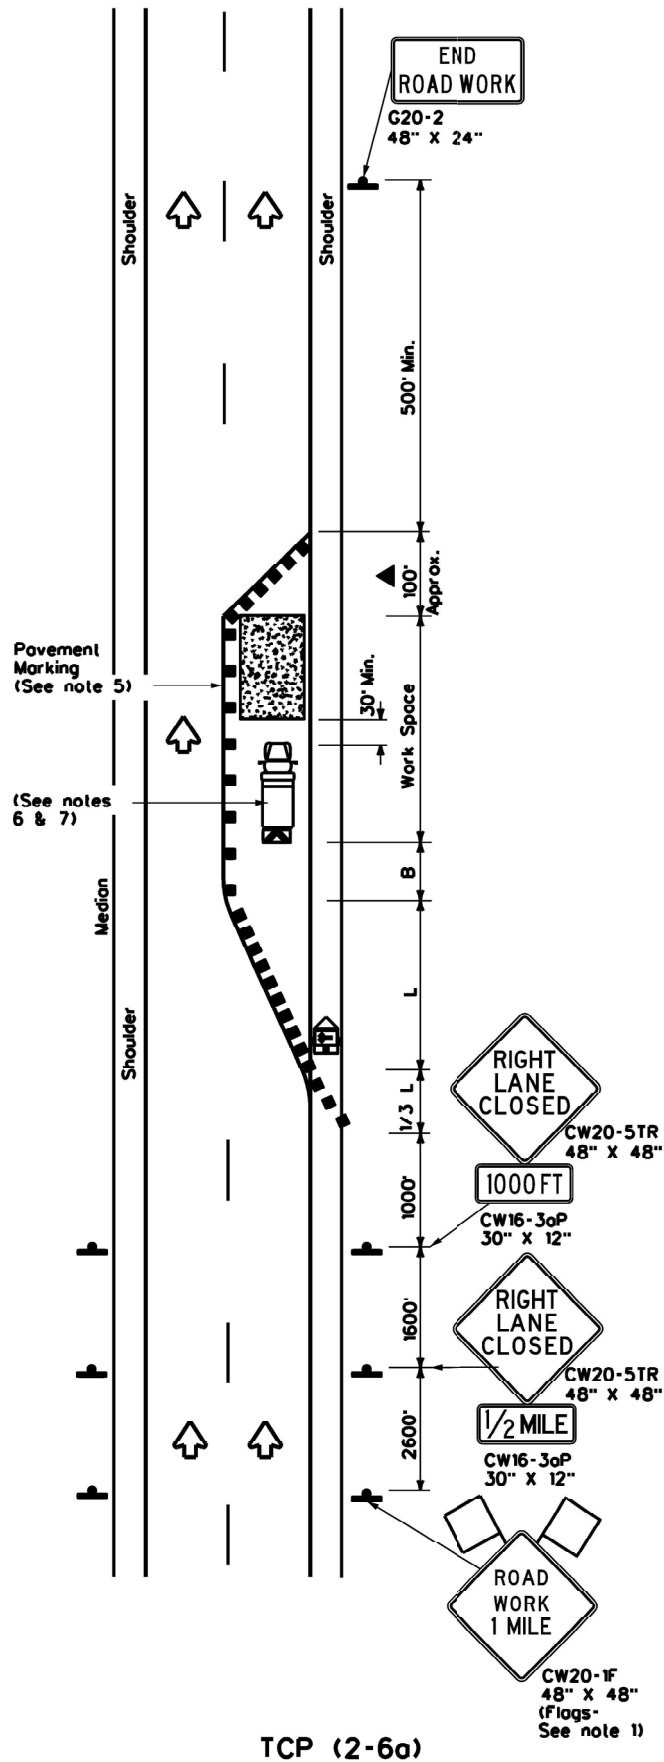 END
ROAD WORK
G20-2
48" X 24"
Shoulder
Shoulder
500' Min.
100'
Approx.
Pavement
Marking
(See note 5)
30' Min.
Work Space
(See notes
6 & 7)
B
Median
L
Shoulder
1/3 L
RIGHT
LANE
CLOSED
CW20-5TR
48" X 48"
1000 FT
1000'
CW16-3aP
30" X 12"
1600'
RIGHT
LANE
CLOSED
CW20-5TR
48" X 48"
1/2 MILE
2600'
CW16-3aP
30" X 12"
ROAD
WORK
1 MILE
CW20-1F
48" X 48"
(Flags-
See note 1)
TCP (2-6a)